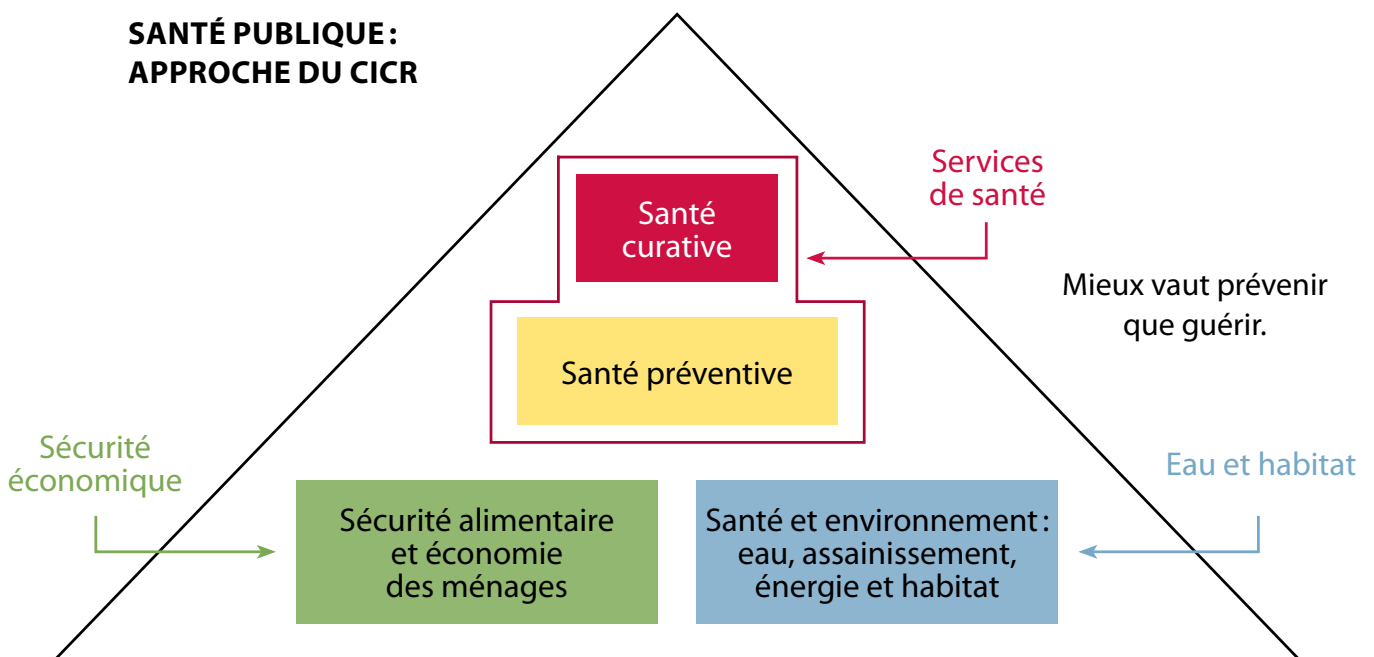 SANTÉ PUBLIQUE :
APPROCHE DU CICR
Services
de santé
Santé
curative
Mieux vaut prévenir
que guérir.
Santé préventive
Sécurité
économique
Eau et habitat
Sécurité alimentaire
et économie
des ménages
Santé et environnement :
eau, assainissement,
énergie et habitat